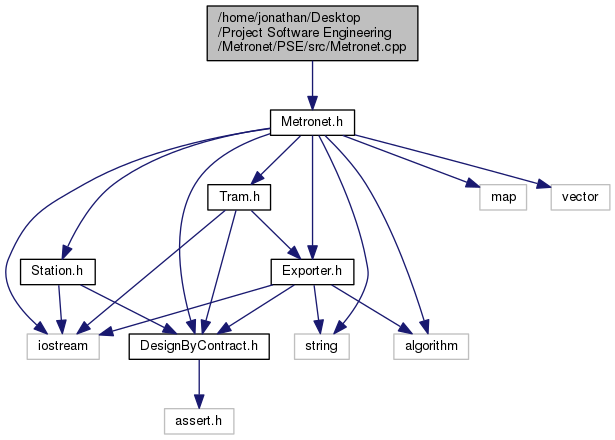 /home/jonathan/Desktop
/Project Software Engineering
/Metronet/PSE/src/Metronet.cpp
Metronet.h
Tram.h
map
vector
Station.h
Exporter.h
iostream
DesignByContract.h
string
algorithm
assert.h